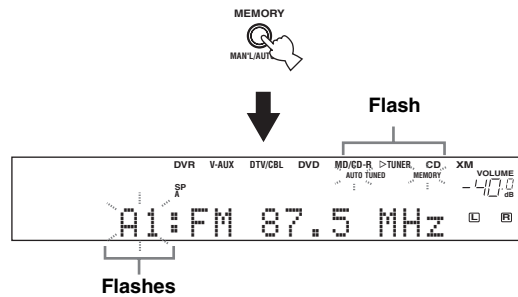 MEMORY
MAN'L/AUTO
Flash
DVR V-AUX DTV/CBL DVD MD/CD-R ▷TUNER CD XM
AUTO TUNED MEMORY VOLUME
SP
A
-40.0
dB
A1:FM 87.5 MHz L R
Flashes